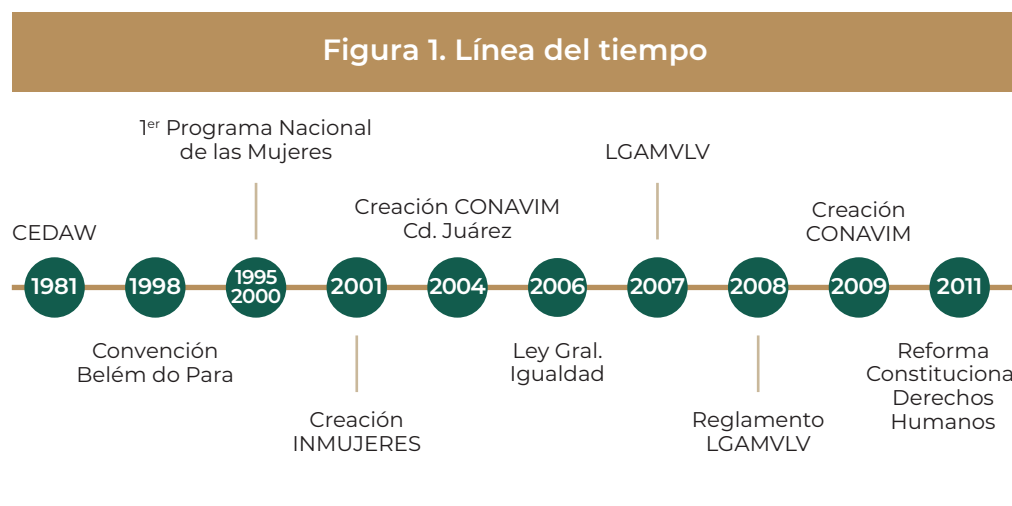 Figura 1. Línea del tiempo
1er Programa Nacional
de las Mujeres
LGAMVLV
Creación CONAVIM
Cd. Juárez
Creación
CONAVIM
CEDAW
1981
1998
1995
2000
2001
2004
2006
2007
2008
2009
2011
Convención
Belém do Para
Ley Gral.
Igualdad
Reforma
Constituciona
Derechos
Humanos
Creación
INMUJERES
Reglamento
LGAMVLV